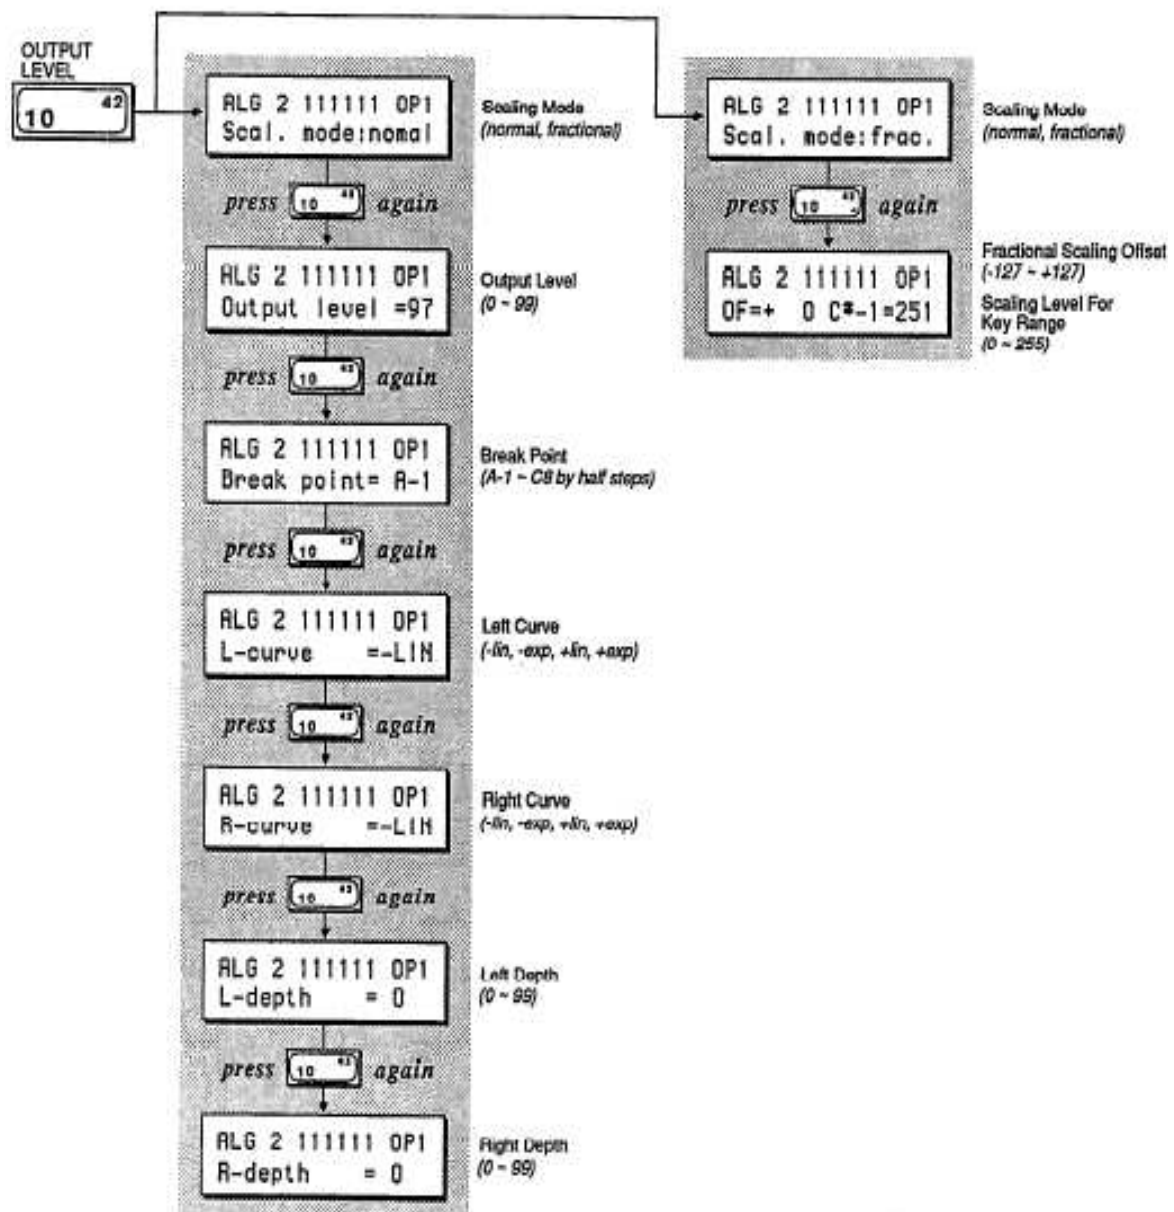 OUTPUT
LEVEL
10 42
ALG 2 111111 OP1
Scal. mode:nomal
Scaling Mode
(normal, fractional)
press 10 42 again
ALG 2 111111 OP1
Output level =97
Output Level
(0 ~ 99)
press 10 42 again
ALG 2 111111 OP1
Break point= A-1
Break Point
(A-1 ~ C8 by half steps)
press 10 42 again
ALG 2 111111 OP1
L-curve =-LIN
Left Curve
(-lin, -exp, +lin, +exp)
press 10 42 again
ALG 2 111111 OP1
R-curve =-LIN
Right Curve
(-lin, -exp, +lin, +exp)
press 10 42 again
ALG 2 111111 OP1
L-depth = 0
Left Depth
(0 ~ 99)
press 10 42 again
ALG 2 111111 OP1
R-depth = 0
Right Depth
(0 ~ 99)
ALG 2 111111 OP1
Scal. mode:frac.
Scaling Mode
(normal, fractional)
press 10 42 again
ALG 2 111111 OP1
OF=+ 0 C#-1=251
Fractional Scaling Offset
(-127 ~ +127)
Scaling Level For
Key Range
(0 ~ 255)